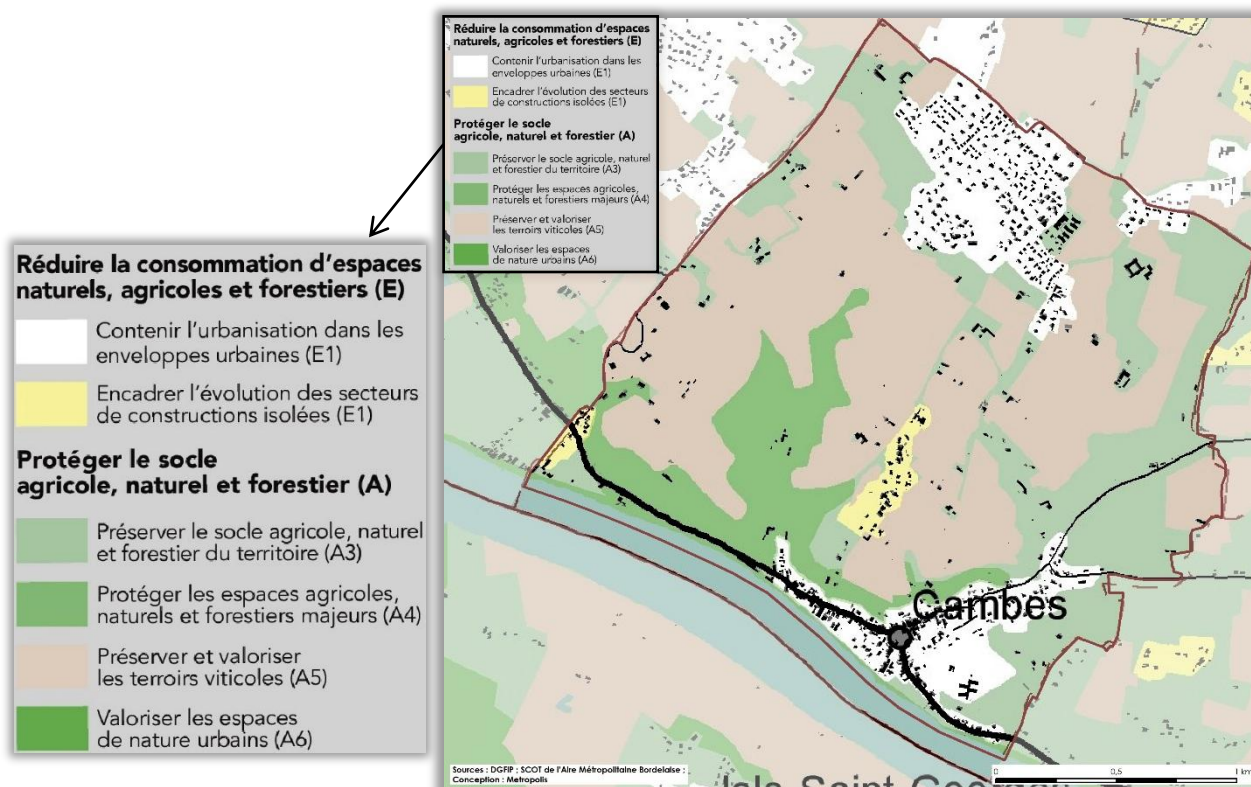 Réduire la consommation d'espaces
naturels, agricoles et forestiers (E)
Contenir l'urbanisation dans les
enveloppes urbaines (E1)
Encadrer l'évolution des secteurs
de constructions isolées (E1)
Protéger le socle
agricole, naturel et forestier (A)
Préserver le socle agricole, naturel
et forestier du territoire (A3)
Protéger les espaces agricoles,
naturels et forestiers majeurs (A4)
Préserver et valoriser
les terroirs viticoles (A5)
Valoriser les espaces
de nature urbains (A6)
Réduire la consommation d'espaces
naturels, agricoles et forestiers (E)
Contenir l'urbanisation dans les
enveloppes urbaines (E1)
Encadrer l'évolution des secteurs
de constructions isolées (E1)
Protéger le socle
agricole, naturel et forestier (A)
Préserver le socle agricole, naturel
et forestier du territoire (A3)
Protéger les espaces agricoles,
naturels et forestiers majeurs (A4)
Préserver et valoriser
les terroirs viticoles (A5)
Valoriser les espaces
de nature urbains (A6)
Cambes
Sources : DGFIP ; SCOT de l'Aire Métropolitaine Bordelaise ;
Conception : Metropolis
0 0,5 1 km